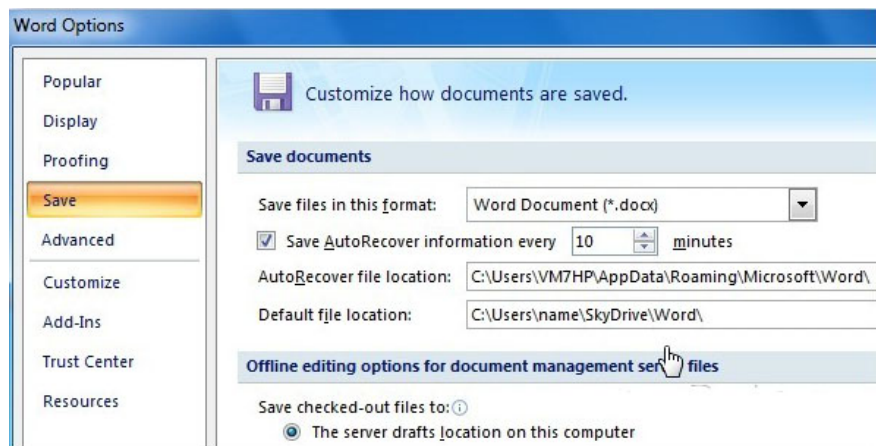 Word Options
Popular
Display
Proofing
Save
Advanced
Customize
Add-Ins
Trust Center
Resources
Customize how documents are saved.
Save documents
Save files in this format: Word Document (*.docx)
Save AutoRecover information every 10 minutes
AutoRecover file location: C:\Users\VM7HP\AppData\Roaming\Microsoft\Word\
Default file location: C:\Users\name\SkyDrive\Word\
Offline editing options for document management files
Save checked-out files to:
The server drafts location on this computer